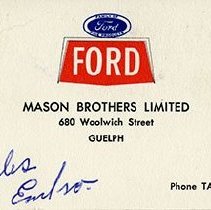 Ford
FORD
MASON BROTHERS LIMITED
680 Woolwich Street
GUELPH
Phone TA